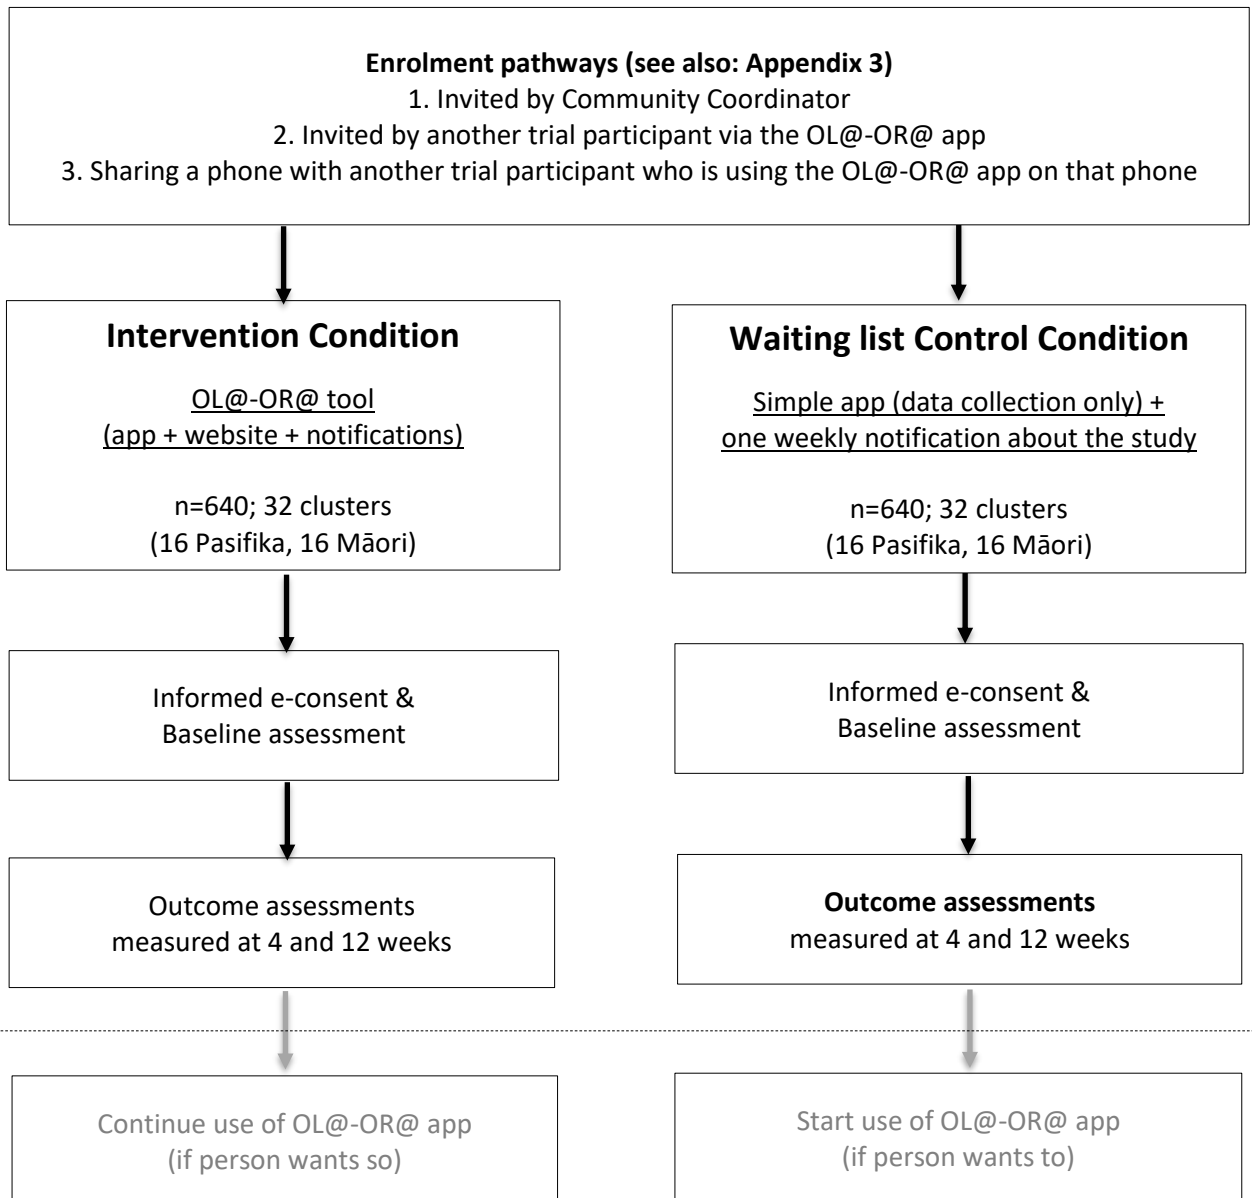 Enrolment pathways (see also: Appendix 3)
1. Invited by Community Coordinator
2. Invited by another trial participant via the OL@-OR@ app
3. Sharing a phone with another trial participant who is using the OL@-OR@ app on that phone
Intervention Condition
OL@-OR@ tool
(app + website + notifications)
n=640; 32 clusters
(16 Pasifika, 16 Māori)
Waiting list Control Condition
Simple app (data collection only) +
one weekly notification about the study
n=640; 32 clusters
(16 Pasifika, 16 Māori)
Informed e-consent &
Baseline assessment
Informed e-consent &
Baseline assessment
Outcome assessments
measured at 4 and 12 weeks
Outcome assessments
measured at 4 and 12 weeks
Continue use of OL@-OR@ app
(if person wants so)
Start use of OL@-OR@ app
(if person wants to)